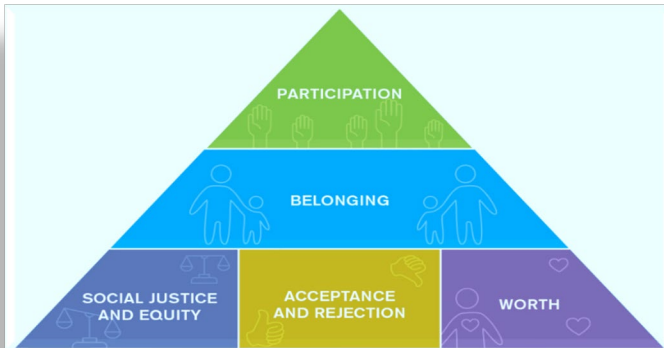 PARTICIPATION
BELONGING
SOCIAL JUSTICE
AND EQUITY
ACCEPTANCE
AND REJECTION
WORTH